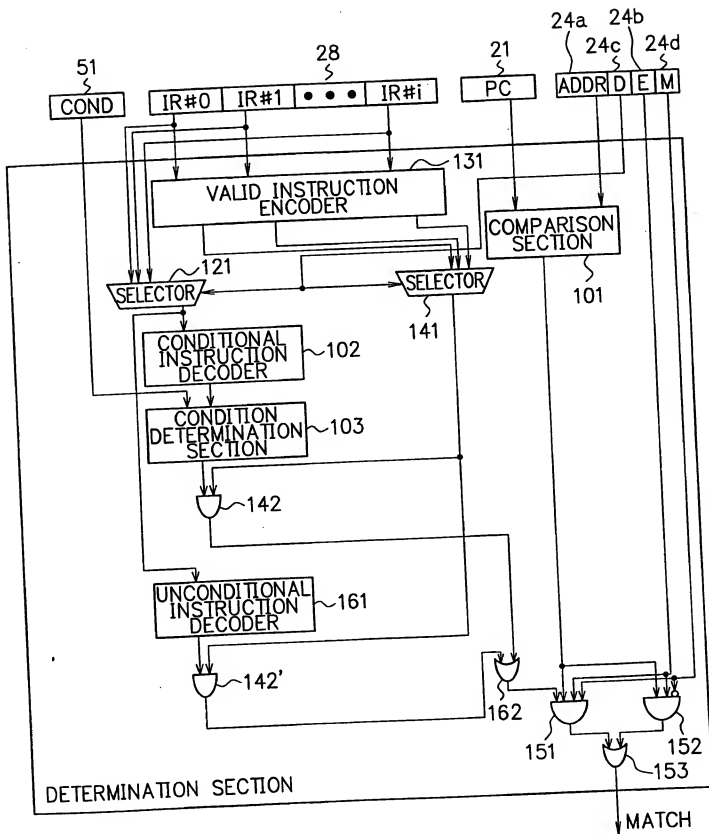 24a
24b
24c
24d
51
28
21
COND
IR#0
IR#1
IR#i
PC
ADDR
D
E
M
131
VALID INSTRUCTION
ENCODER
COMPARISON
SECTION
101
121
SELECTOR
SELECTOR
141
CONDITIONAL
INSTRUCTION
DECODER
102
CONDITION
DETERMINATION
SECTION
103
142
UNCONDITIONAL
INSTRUCTION
DECODER
161
142'
162
151
152
153
DETERMINATION SECTION
MATCH